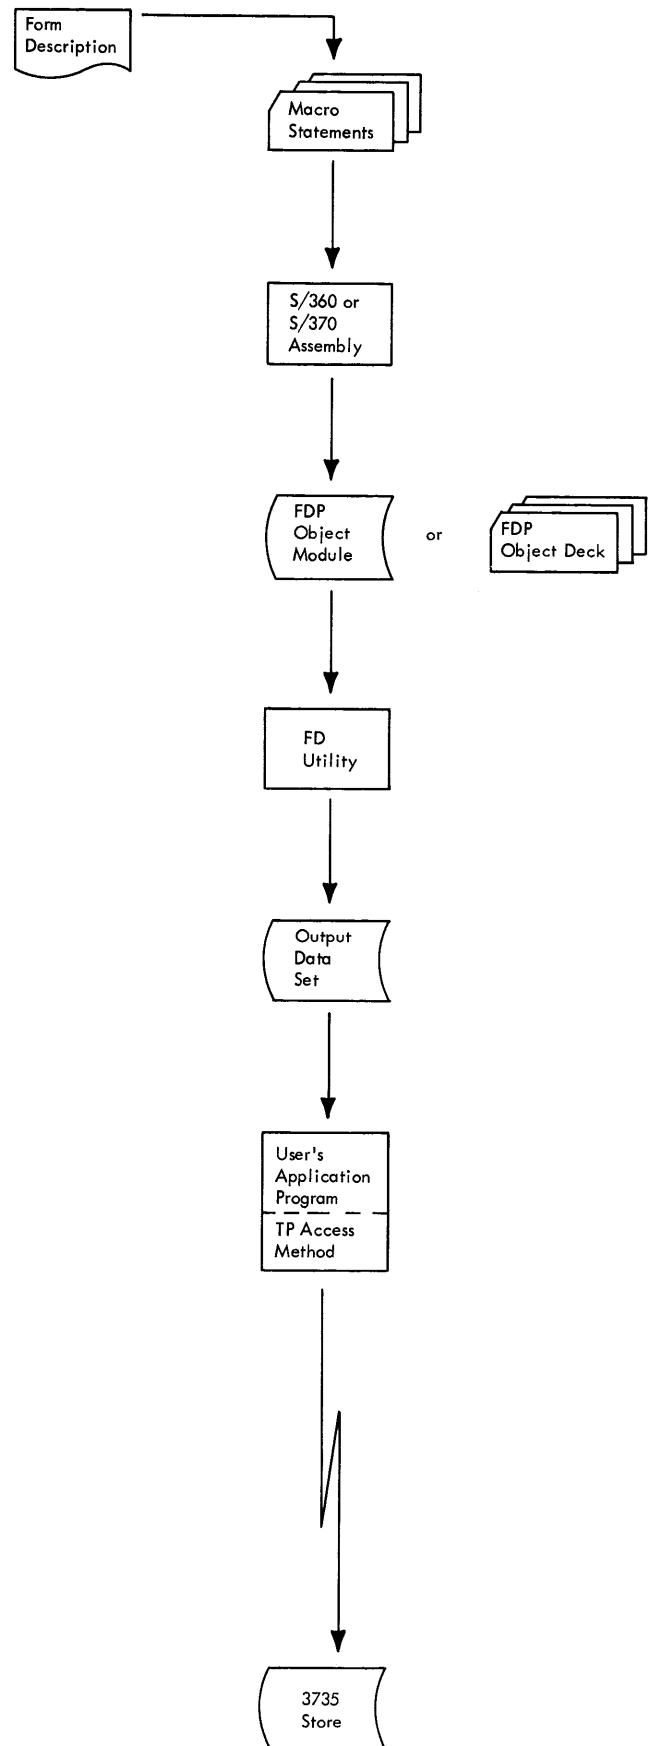 Form
Description
Macro
Statements
S/360 or
S/370
Assembly
FDP
Object
Module
or
FDP
Object Deck
FD
Utility
Output
Data
Set
User's
Application
Program
TP Access
Method
3735
Store